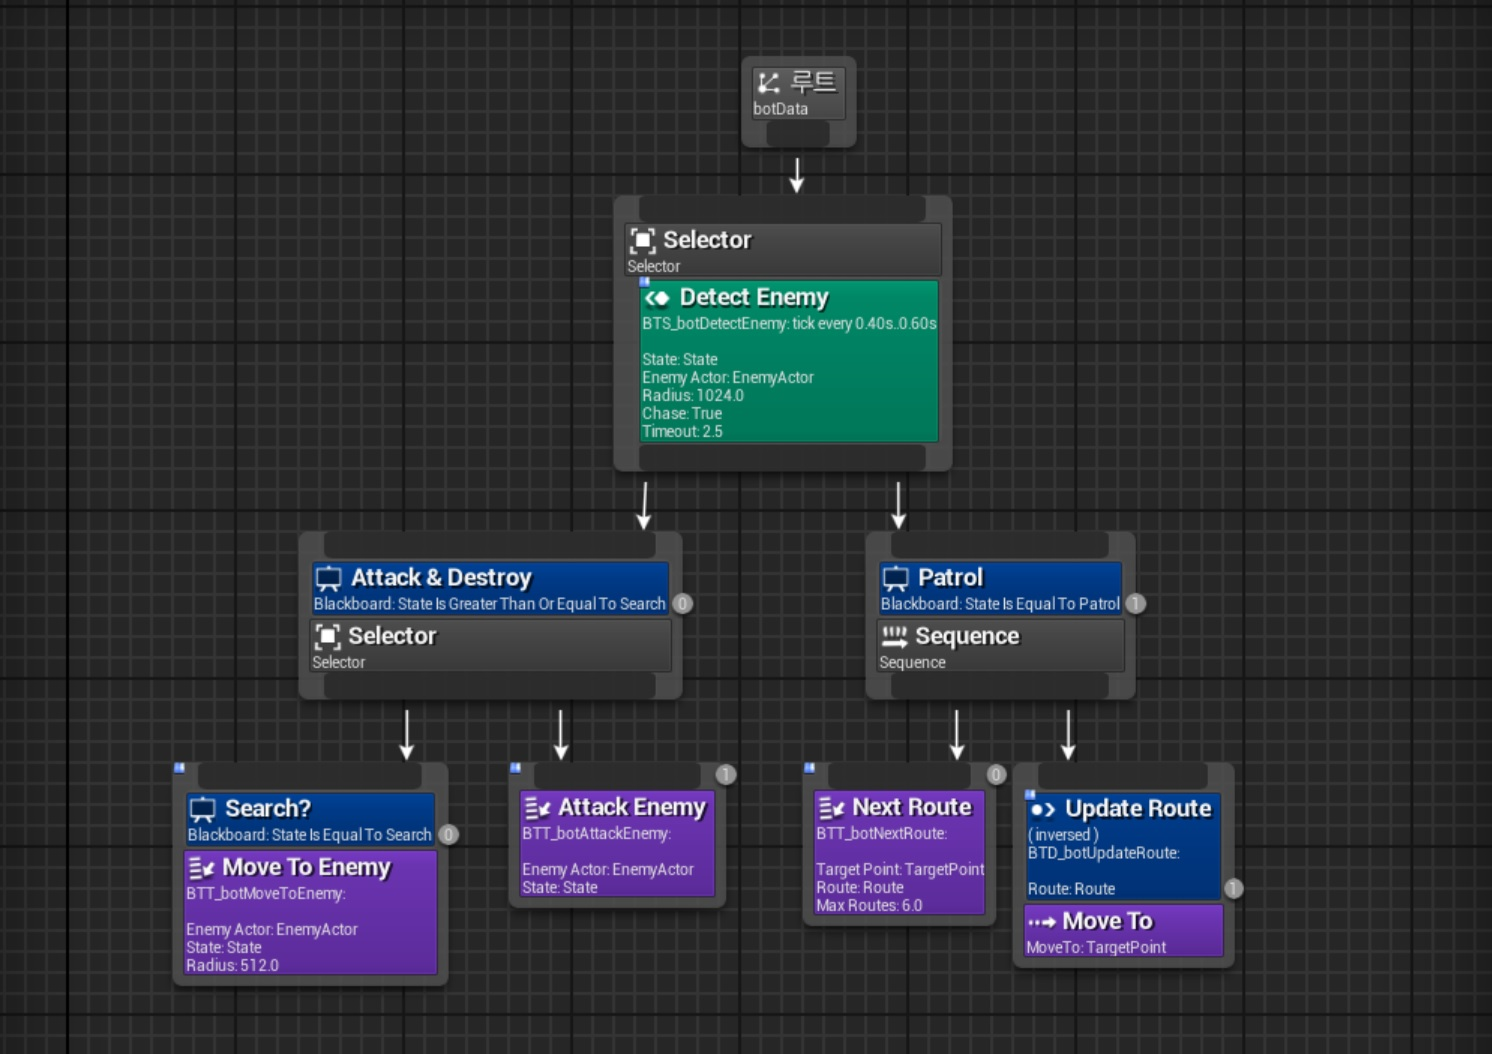 루트
botData
Selector
Selector
Detect Enemy
BTS_botDetectEnemy: tick every 0.40s..0.60s
State: State
Enemy Actor: EnemyActor
Radius: 1024.0
Chase: True
Timeout: 2.5
Attack & Destroy
Blackboard: State Is Greater Than Or Equal To Search
0
Selector
Selector
Patrol
Blackboard: State Is Equal To Patrol
1
Sequence
Sequence
Search?
Blackboard: State Is Equal To Search
0
Move To Enemy
BTT_botMoveToEnemy:
Enemy Actor: EnemyActor
State: State
Radius: 512.0
1
Attack Enemy
BTT_botAttackEnemy:
Enemy Actor: EnemyActor
State: State
0
Next Route
BTT_botNextRoute:
Target Point: TargetPoint
Route: Route
Max Routes: 6.0
Update Route
( inversed )
BTD_botUpdateRoute:
Route: Route
1
Move To
MoveTo: TargetPoint